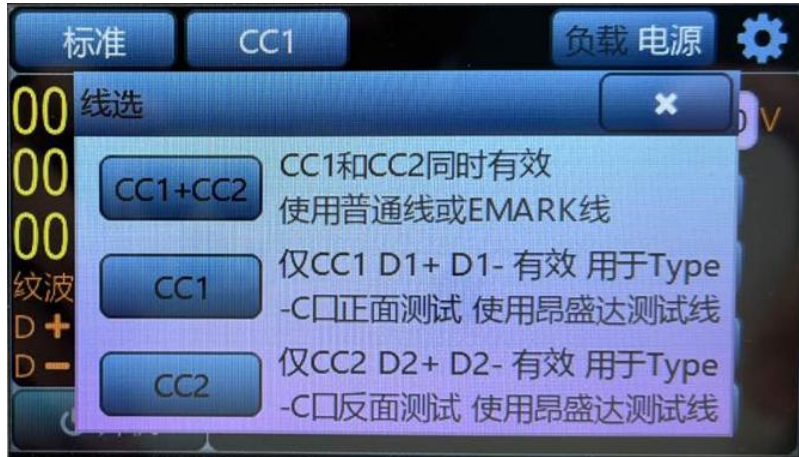 标准 CC1 负载 电源
线选
00
00
00
V
纹波
D+
D-
CC1+CC2
CC1和CC2同时有效
使用普通线或EMARK线
CC1
仅CC1 D1+ D1- 有效 用于Type
-C口正面测试 使用昂盛达测试线
CC2
仅CC2 D2+ D2- 有效 用于Type
-C口反面测试 使用昂盛达测试线